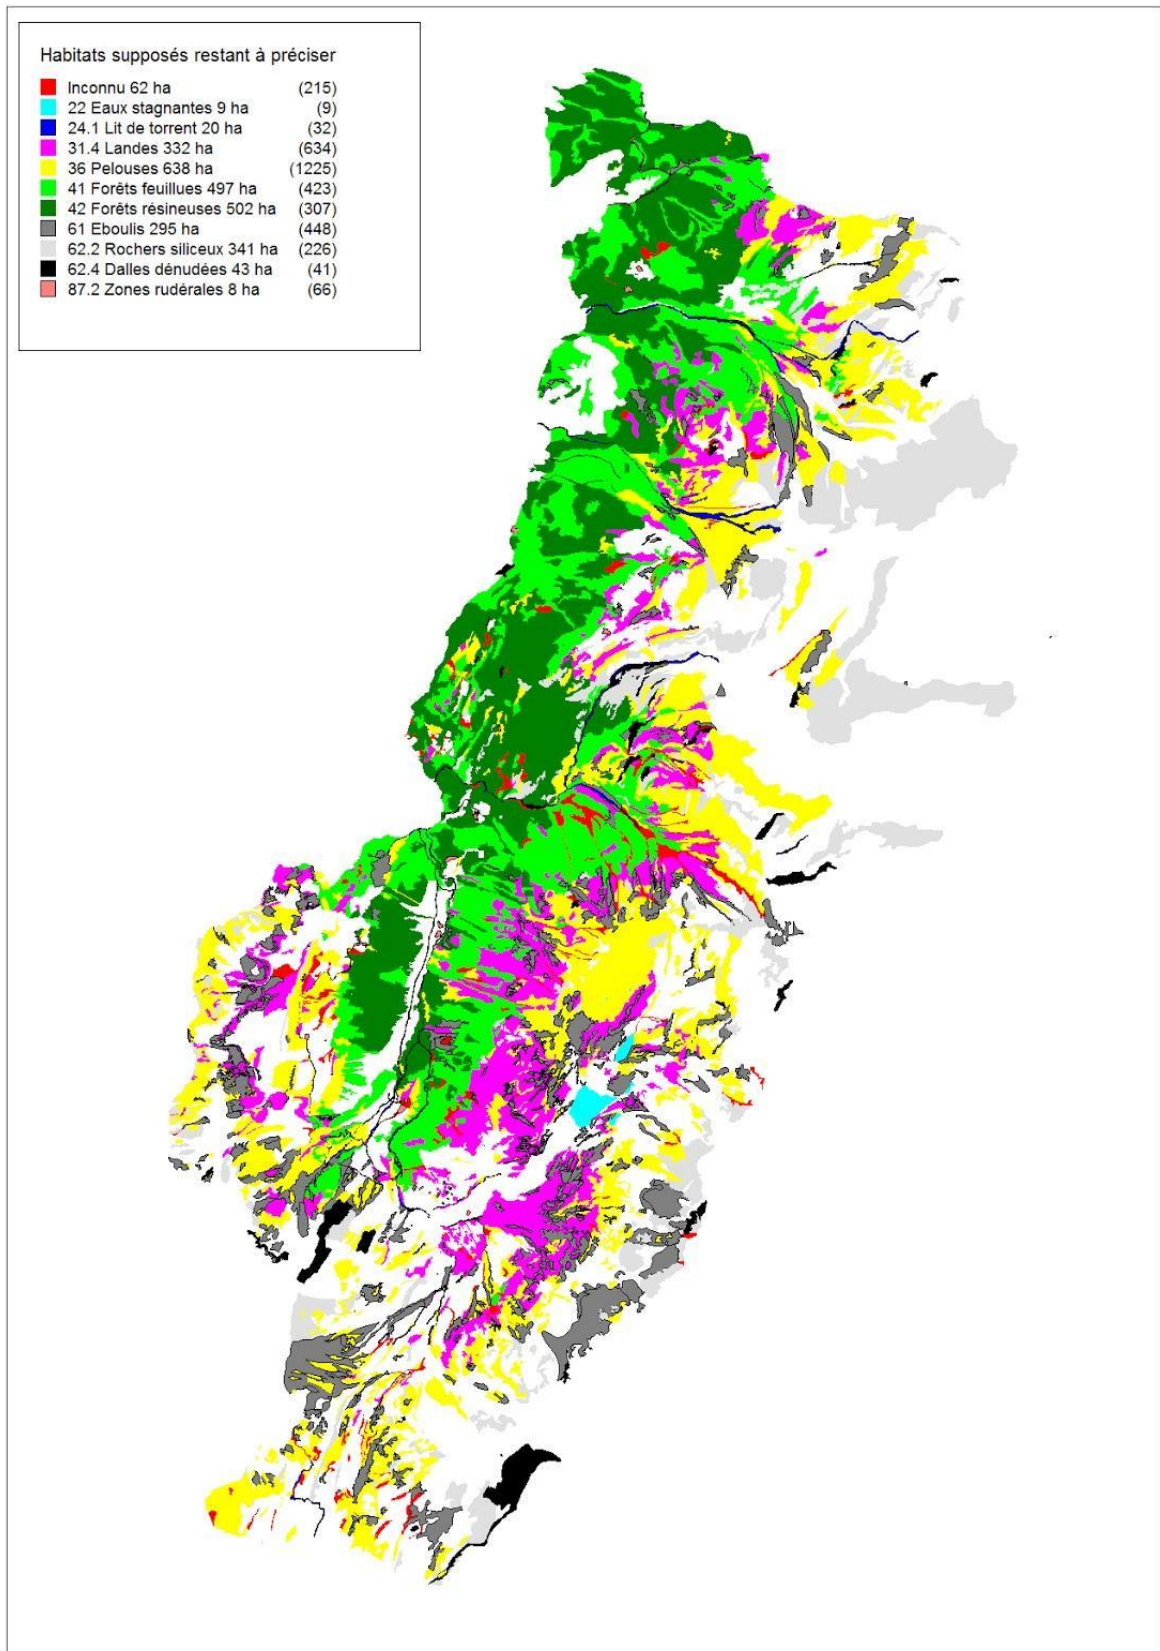 Habitats supposés restant à préciser
Inconnu 62 ha (215)
22 Eaux stagnantes 9 ha (9)
24.1 Lit de torrent 20 ha (32)
31.4 Landes 332 ha (634)
36 Pelouses 638 ha (1225)
41 Forêts feuillues 497 ha (423)
42 Forêts résineuses 502 ha (307)
61 Eboulis 295 ha (448)
62.2 Rochers siliceux 341 ha (226)
62.4 Dalles dénudées 43 ha (41)
87.2 Zones rudérales 8 ha (66)